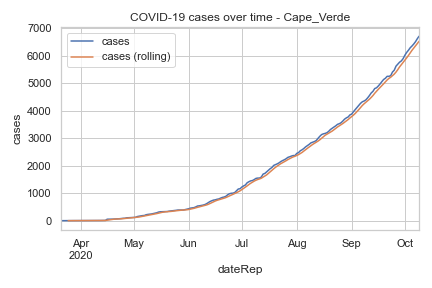 COVID-19 cases over time - Cape_Verde
cases
cases (rolling)
7000
6000
5000
4000
3000
2000
1000
0
cases
Apr
2020
May
Jun
Jul
Aug
Sep
Oct
dateRep